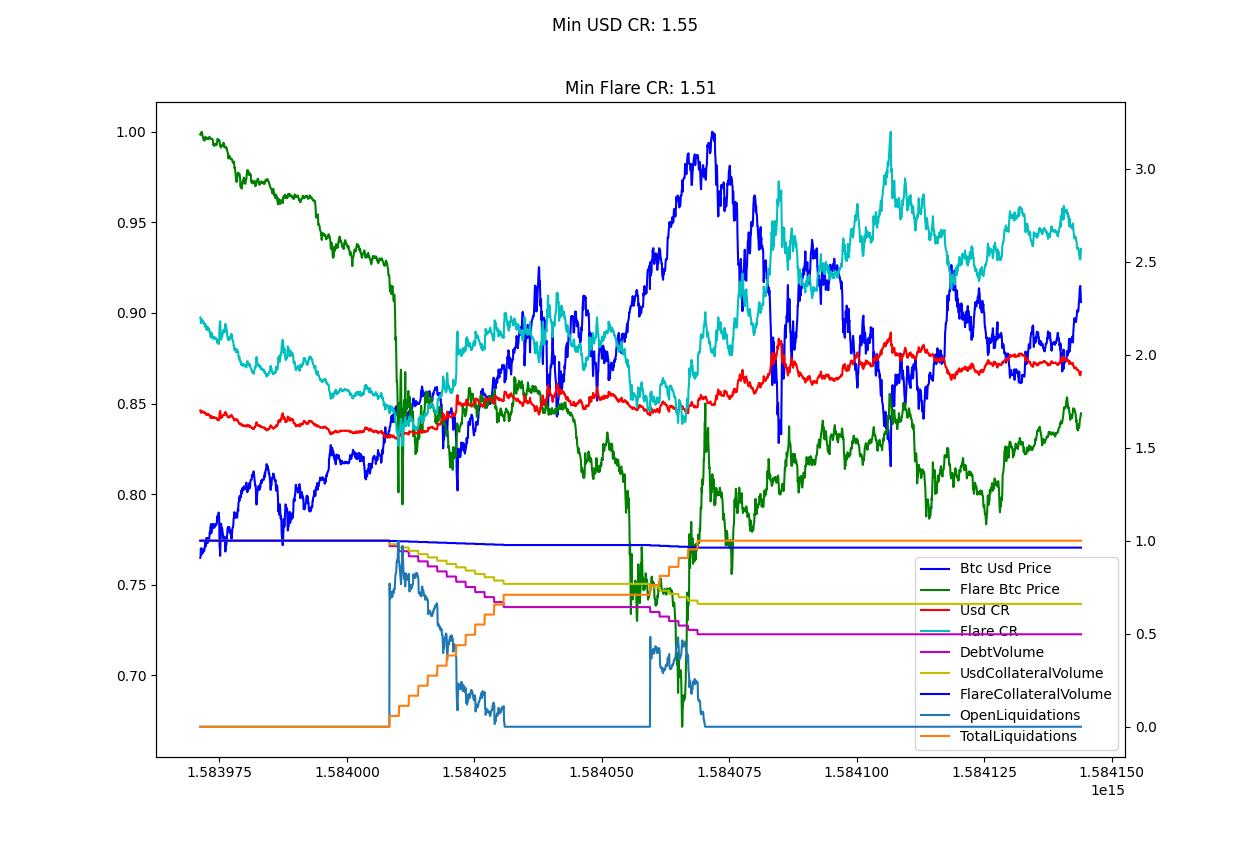 Min USD CR: 1.55
Min Flare CR: 1.51
1.00
0.95
0.90
0.85
0.80
0.75
0.70
3.0
2.5
2.0
1.5
1.0
0.5
0.0
Btc Usd Price
Flare Btc Price
Usd CR
Flare CR
DebtVolume
UsdCollateralVolume
FlareCollateralVolume
OpenLiquidations
TotalLiquidations
1.583975 1.584000 1.584025 1.584050 1.584075 1.584100 1.584125 1.584150
1e15